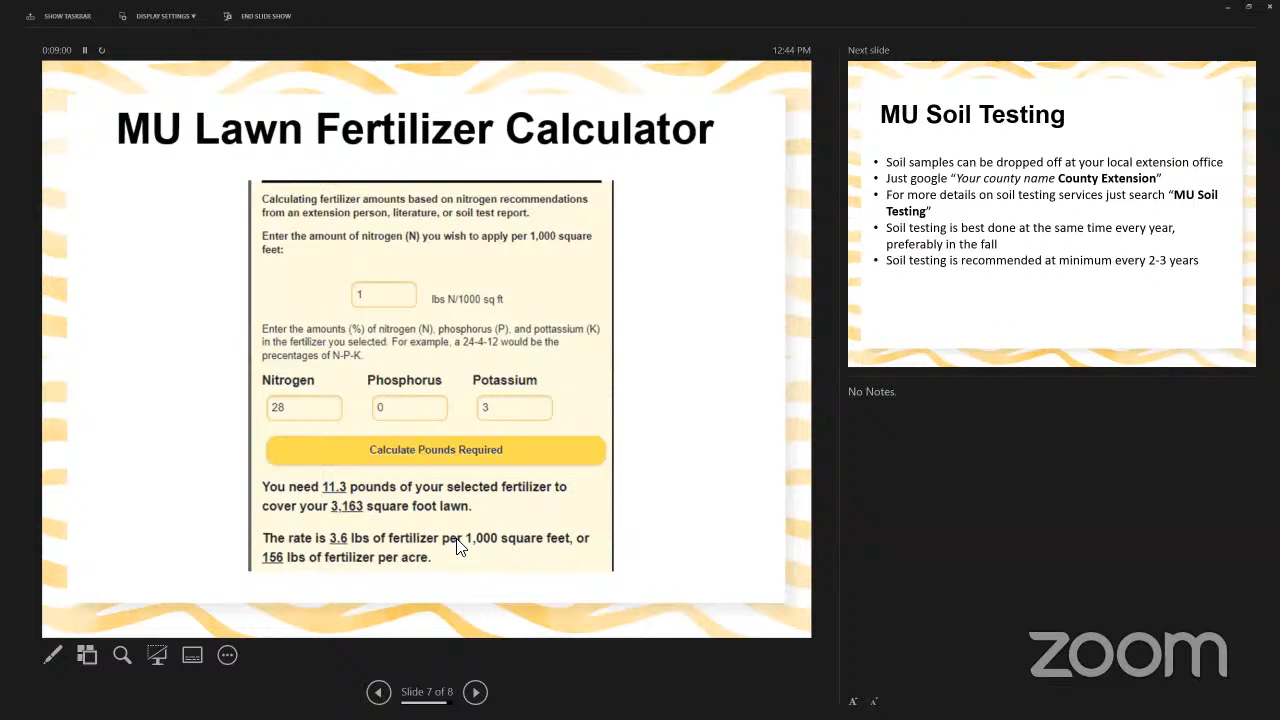 SHOW TASKBAR
DISPLAY SETTINGS ▼
END SLIDE SHOW
0:09:00
12:44 PM
MU Lawn Fertilizer Calculator
Calculating fertilizer amounts based on nitrogen recommendations
from an extension person, literature, or soil test report.
Enter the amount of nitrogen (N) you wish to apply per 1,000 square
feet:
1
lbs N/1000 sq ft
Enter the amounts (%) of nitrogen (N), phosphorus (P), and pottassium (K)
in the fertilizer you selected. For example, a 24-4-12 would be the
precentages of N-P-K.
Nitrogen Phosphorus Potassium
28 0 3
Calculate Pounds Required
You need 11.3 pounds of your selected fertilizer to
cover your 3,163 square foot lawn.
The rate is 3.6 lbs of fertilizer per 1,000 square feet, or
156 lbs of fertilizer per acre.
Slide 7 of 8
Next slide
MU Soil Testing
• Soil samples can be dropped off at your local extension office
• Just google “Your county name County Extension”
• For more details on soil testing services just search “MU Soil
Testing”
• Soil testing is best done at the same time every year,
preferably in the fall
• Soil testing is recommended at minimum every 2-3 years
No Notes.
zoom
A A